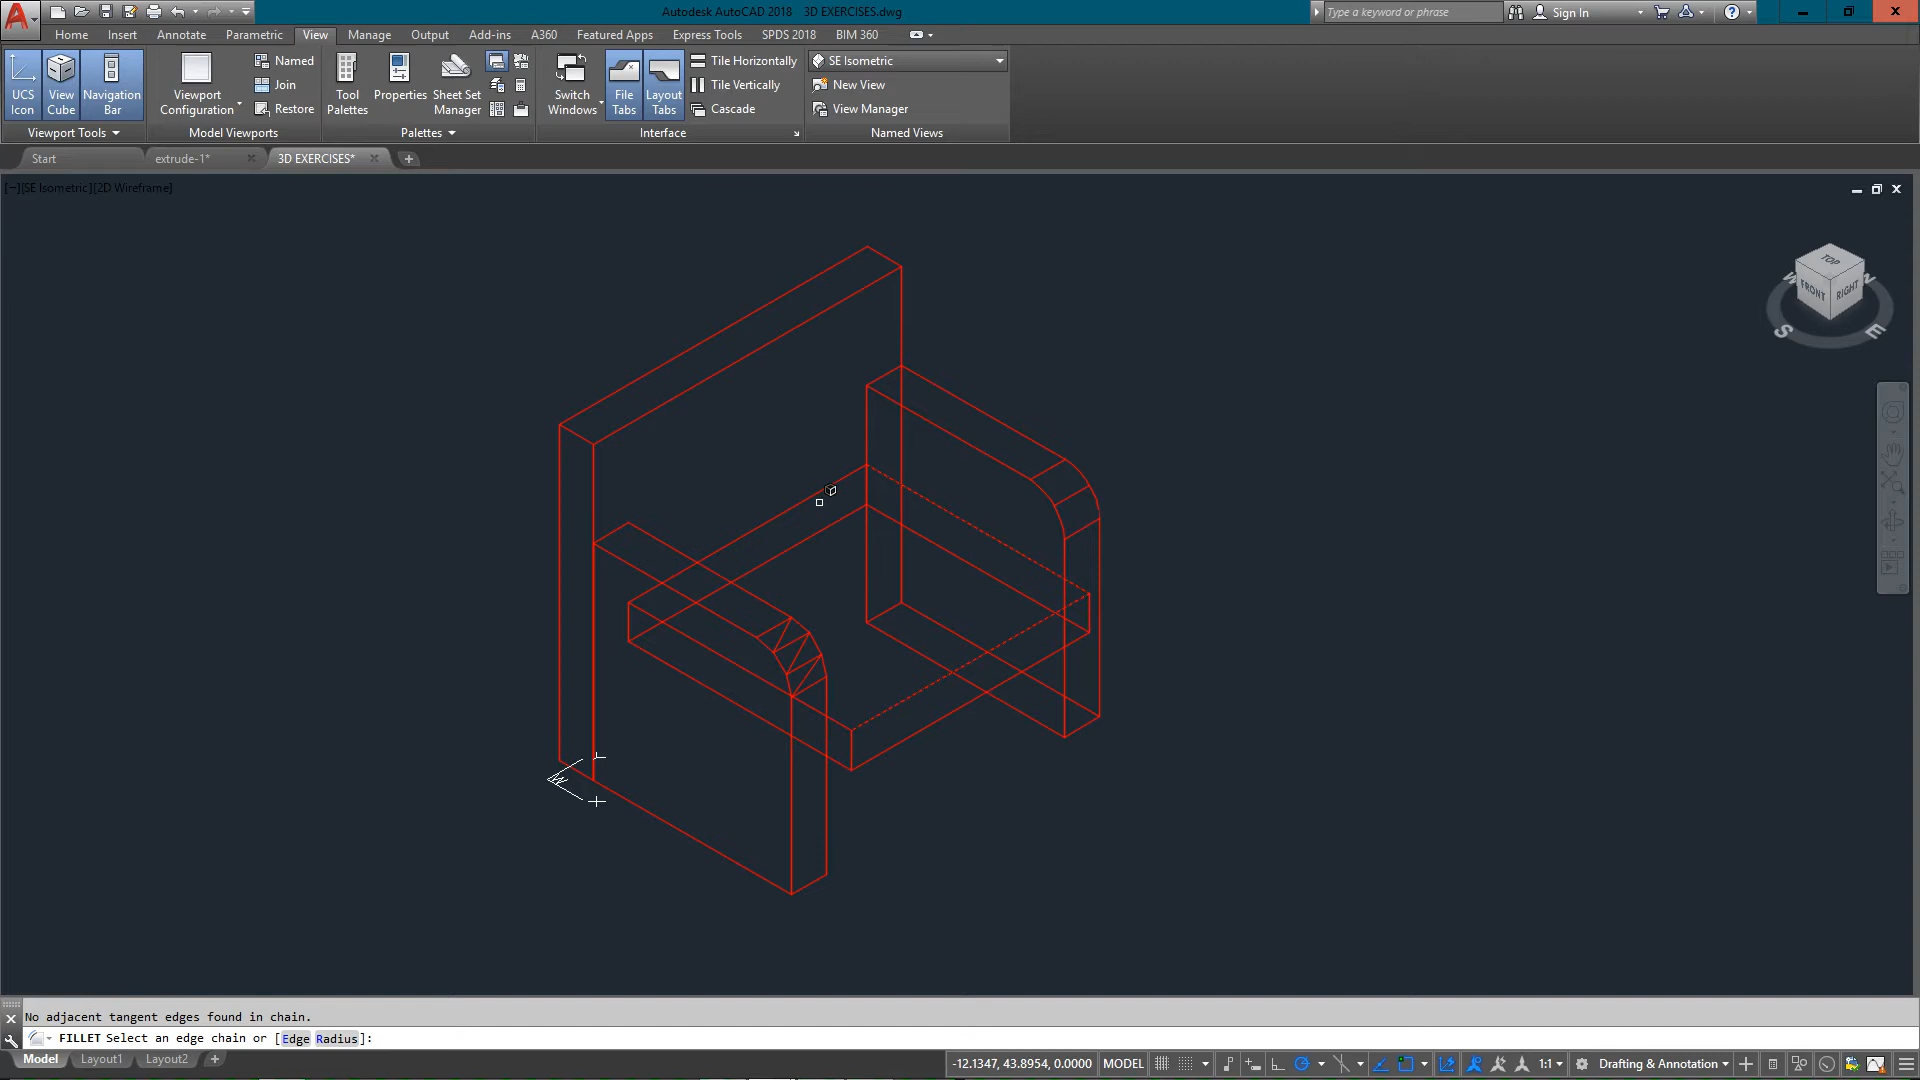 Autodesk AutoCAD 2018 3D EXERCISES.dwg
Type a keyword or phrase
Sign In
Home Insert Annotate Parametric View Manage Output Add-ins A360 Featured Apps Express Tools SPDS 2018 BIM 360
UCS Icon
View Cube
Navigation Bar
Viewport Tools
Viewport Configuration
Named
Join
Restore
Model Viewports
Tool Palettes
Properties
Sheet Set Manager
Palettes
Switch Windows
File Tabs
Layout Tabs
Tile Horizontally
Tile Vertically
Cascade
Interface
SE Isometric
New View
View Manager
Named Views
Start extrude-1* 3D EXERCISES*
[−][SE Isometric][2D Wireframe]
TOP
FRONT
RIGHT
W N
S E
W
No adjacent tangent edges found in chain.
FILLET Select an edge chain or [Edge Radius]:
Model Layout1 Layout2
-12.1347, 43.8954, 0.0000 MODEL 1:1 Drafting & Annotation